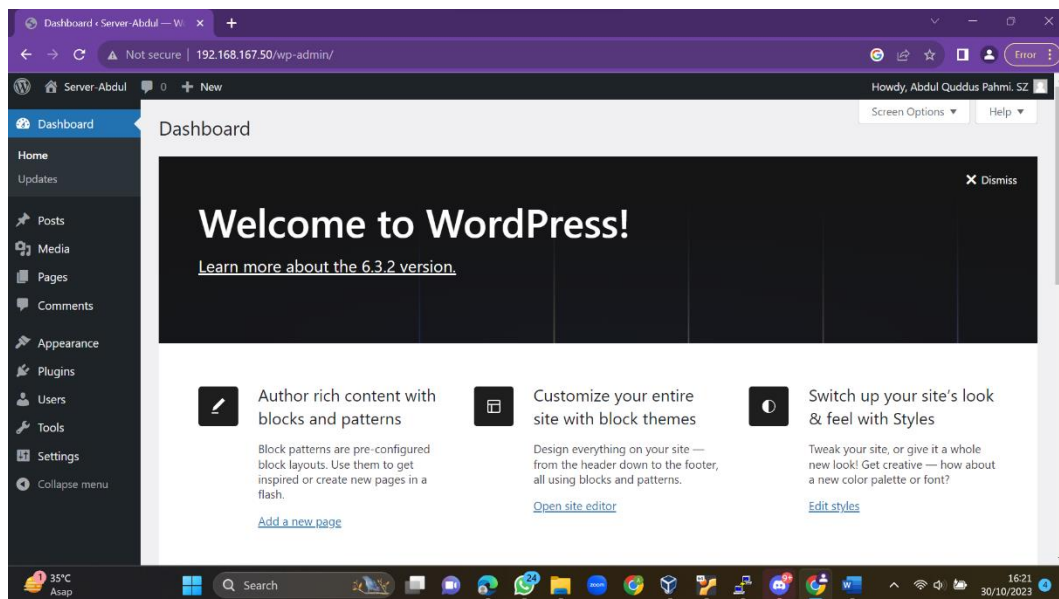 Dashboard ‹ Server-Abdul — W
Not secure | 192.168.167.50/wp-admin/
Error
Server-Abdul 0 + New
Howdy, Abdul Quddus Pahmi. SZ
Screen Options ▼ Help ▼
Dashboard
Home
Updates
Posts
Media
Pages
Comments
Appearance
Plugins
Users
Tools
Settings
Collapse menu
Dashboard
Dismiss
Welcome to WordPress!
Learn more about the 6.3.2 version.
Author rich content with
blocks and patterns
Block patterns are pre-configured
block layouts. Use them to get
inspired or create new pages in a
flash.
Add a new page
Customize your entire
site with block themes
Design everything on your site —
from the header down to the footer,
all using blocks and patterns.
Open site editor
Switch up your site's look
& feel with Styles
Tweak your site, or give it a whole
new look! Get creative — how about
a new color palette or font?
Edit styles
1
35°C
Asap
Search
24
zoom
9+
16:21
30/10/2023
4